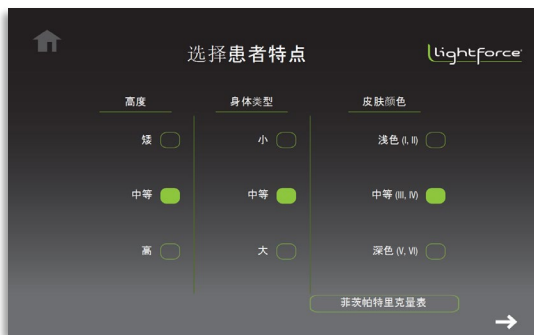 选择患者特点
lightforce
高度 身体类型 皮肤颜色
矮 小 浅色 (I, II)
中等 中等 中等 (III, IV)
高 大 深色 (V, VI)
菲茨帕特里克量表